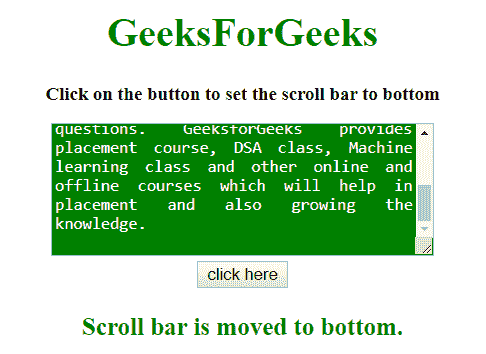 GeeksForGeeks
Click on the button to set the scroll bar to bottom
questions. GeeksforGeeks provides
placement course, DSA class, Machine
learning class and other online and
offline courses which will help in
placement and also growing the
knowledge.
click here
Scroll bar is moved to bottom.